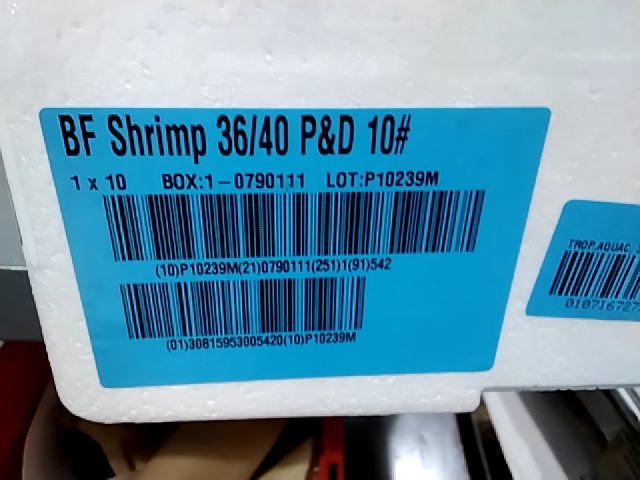 BF Shrimp 36/40 P&D 10#
1 x 10 BOX:1-0790111 LOT:P10239M
(10)P10239M(21)0790111(251)1(91)542
(01)30815953005420(10)P10239M
TROP.AQUAC.